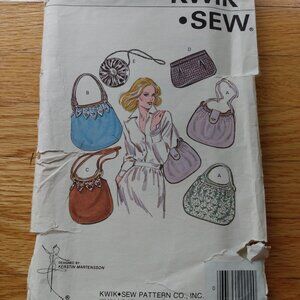 KWIK
•SEW®
B
E
D
A
C
A
DESIGNED BY
KERSTIN MARTENSSON
®
KWIK•SEW PATTERN CO., INC.